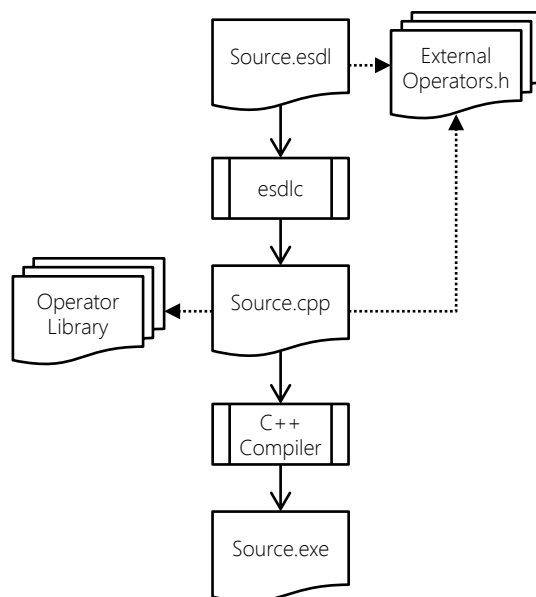 Source.esdl
External
Operators.h
esdlc
Operator
Library
Source.cpp
C++
Compiler
Source.exe